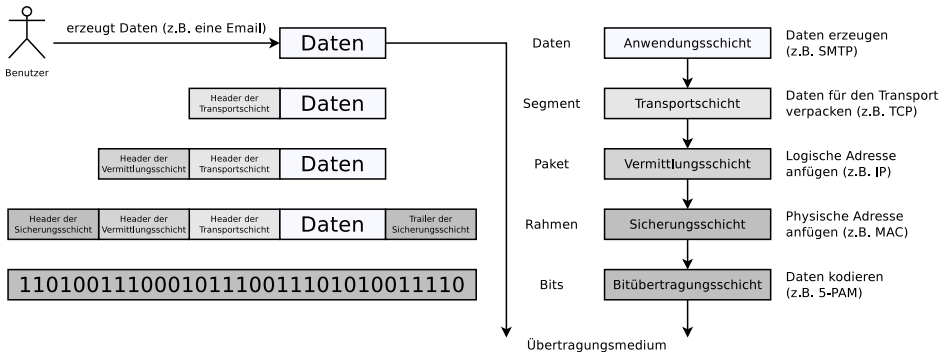 erzeugt Daten (z.B. eine Email)
Benutzer
Daten
Daten
Anwendungsschicht
Daten erzeugen
(z.B. SMTP)
Header der
Transportschicht
Daten
Segment
Transportschicht
Daten für den Transport
verpacken (z.B. TCP)
Header der
Vermittlungsschicht
Header der
Transportschicht
Daten
Paket
Vermittlungsschicht
Logische Adresse
anfügen (z.B. IP)
Header der
Sicherungsschicht
Header der
Vermittlungsschicht
Header der
Transportschicht
Daten
Trailer der
Sicherungsschicht
Rahmen
Sicherungsschicht
Physische Adresse
anfügen (z.B. MAC)
1101001110001011100111010100 11110
Bits
Bitübertragungsschicht
Daten kodieren
(z.B. 5-PAM)
Übertragungsmedium